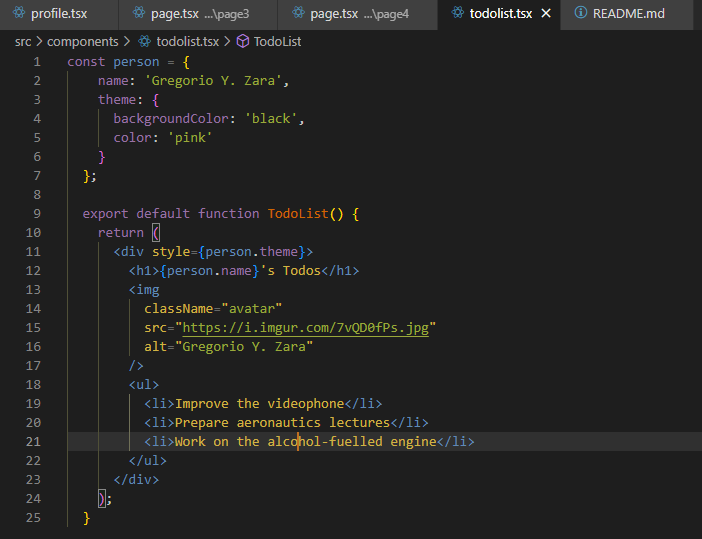 profile.tsx page.tsx ...\page3 page.tsx ...\page4 todolist.tsx README.md
src > components > todolist.tsx > TodoList
1 const person = {
2 name: 'Gregorio Y. Zara',
3 theme: {
4 backgroundColor: 'black',
5 color: 'pink'
6 }
7 };
8
9 export default function TodoList() {
10 return (
11 <div style={person.theme}>
12 <h1>{person.name}'s Todos</h1>
13 <img
14 className="avatar"
15 src="https://i.imgur.com/7vQD0fPs.jpg"
16 alt="Gregorio Y. Zara"
17 />
18 <ul>
19 <li>Improve the videophone</li>
20 <li>Prepare aeronautics lectures</li>
21 <li>Work on the alcohol-fuelled engine</li>
22 </ul>
23 </div>
24 );
25 }